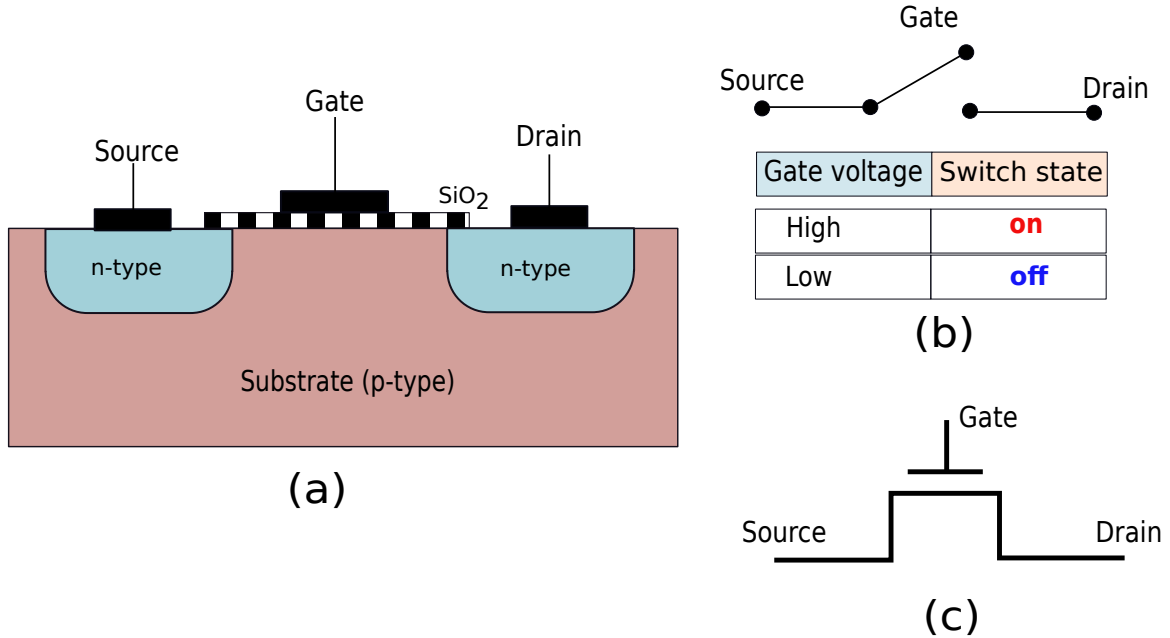 Gate
Source
Drain
SiO2
n-type
n-type
Substrate (p-type)
(a)
Gate
Source
Drain
Gate voltage Switch state
High on
Low off
(b)
Gate
Source
Drain
(c)